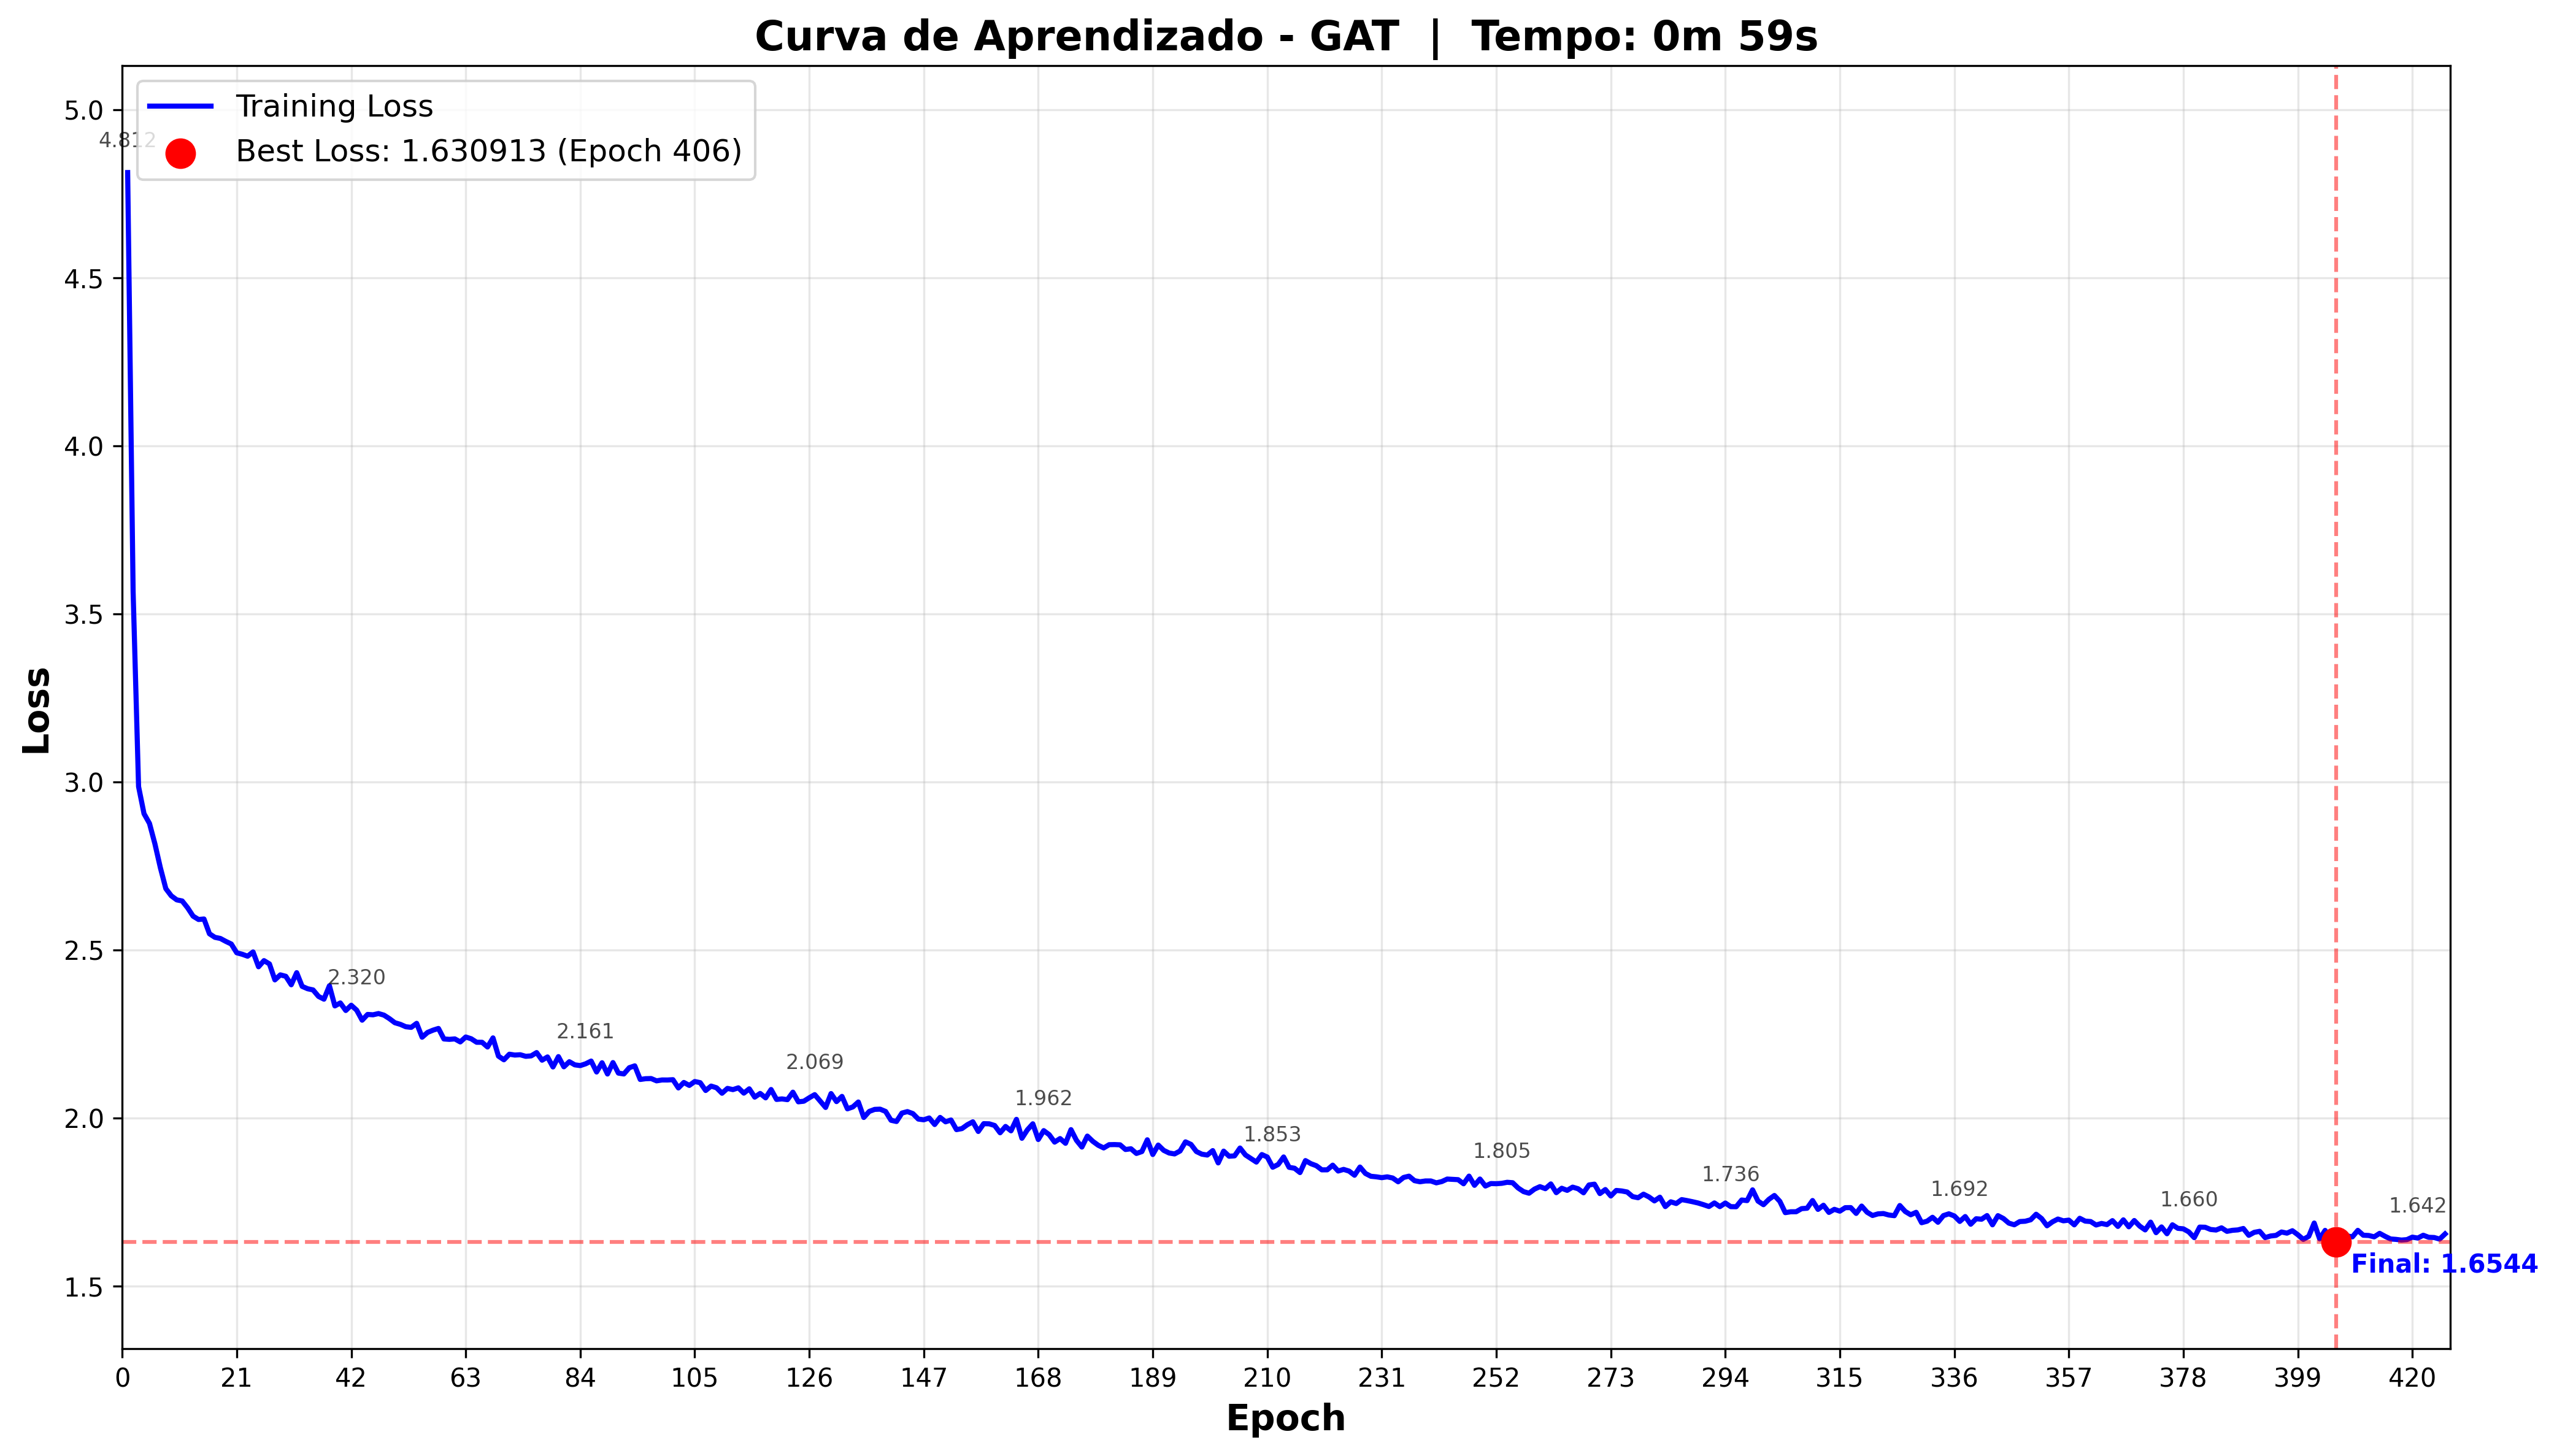 Curva de Aprendizado - GAT | Tempo: 0m 59s
Training Loss
Best Loss: 1.630913 (Epoch 406)
4.812
5.0
4.5
4.0
3.5
3.0
2.5
2.0
1.5
Loss
2.320
2.161
2.069
1.962
1.853
1.805
1.736
1.692
1.660
1.642
Final: 1.6544
0 21 42 63 84 105 126 147 168 189 210 231 252 273 294 315 336 357 378 399 420
Epoch